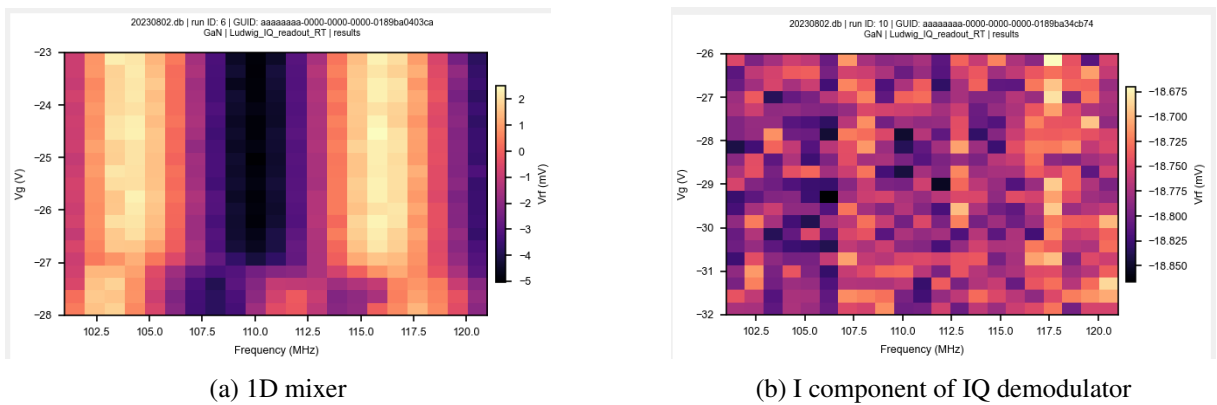 20230802.db | run ID: 6 | GUID: aaaaaaaa-0000-0000-0000-0189ba0403ca
GaN | Ludwig_IQ_readout_RT | results
−23
−24
−25
−26
−27
−28
Vg (V)
102.5 105.0 107.5 110.0 112.5 115.0 117.5 120.0
Frequency (MHz)
2
1
0
−1
−2
−3
−4
−5
Vrf (mV)
(a) 1D mixer
20230802.db | run ID: 10 | GUID: aaaaaaaa-0000-0000-0000-0189ba34cb74
GaN | Ludwig_IQ_readout_RT | results
−26
−27
−28
−29
−30
−31
−32
Vg (V)
102.5 105.0 107.5 110.0 112.5 115.0 117.5 120.0
Frequency (MHz)
−18.675
−18.700
−18.725
−18.750
−18.775
−18.800
−18.825
−18.850
Vrf (mV)
(b) I component of IQ demodulator